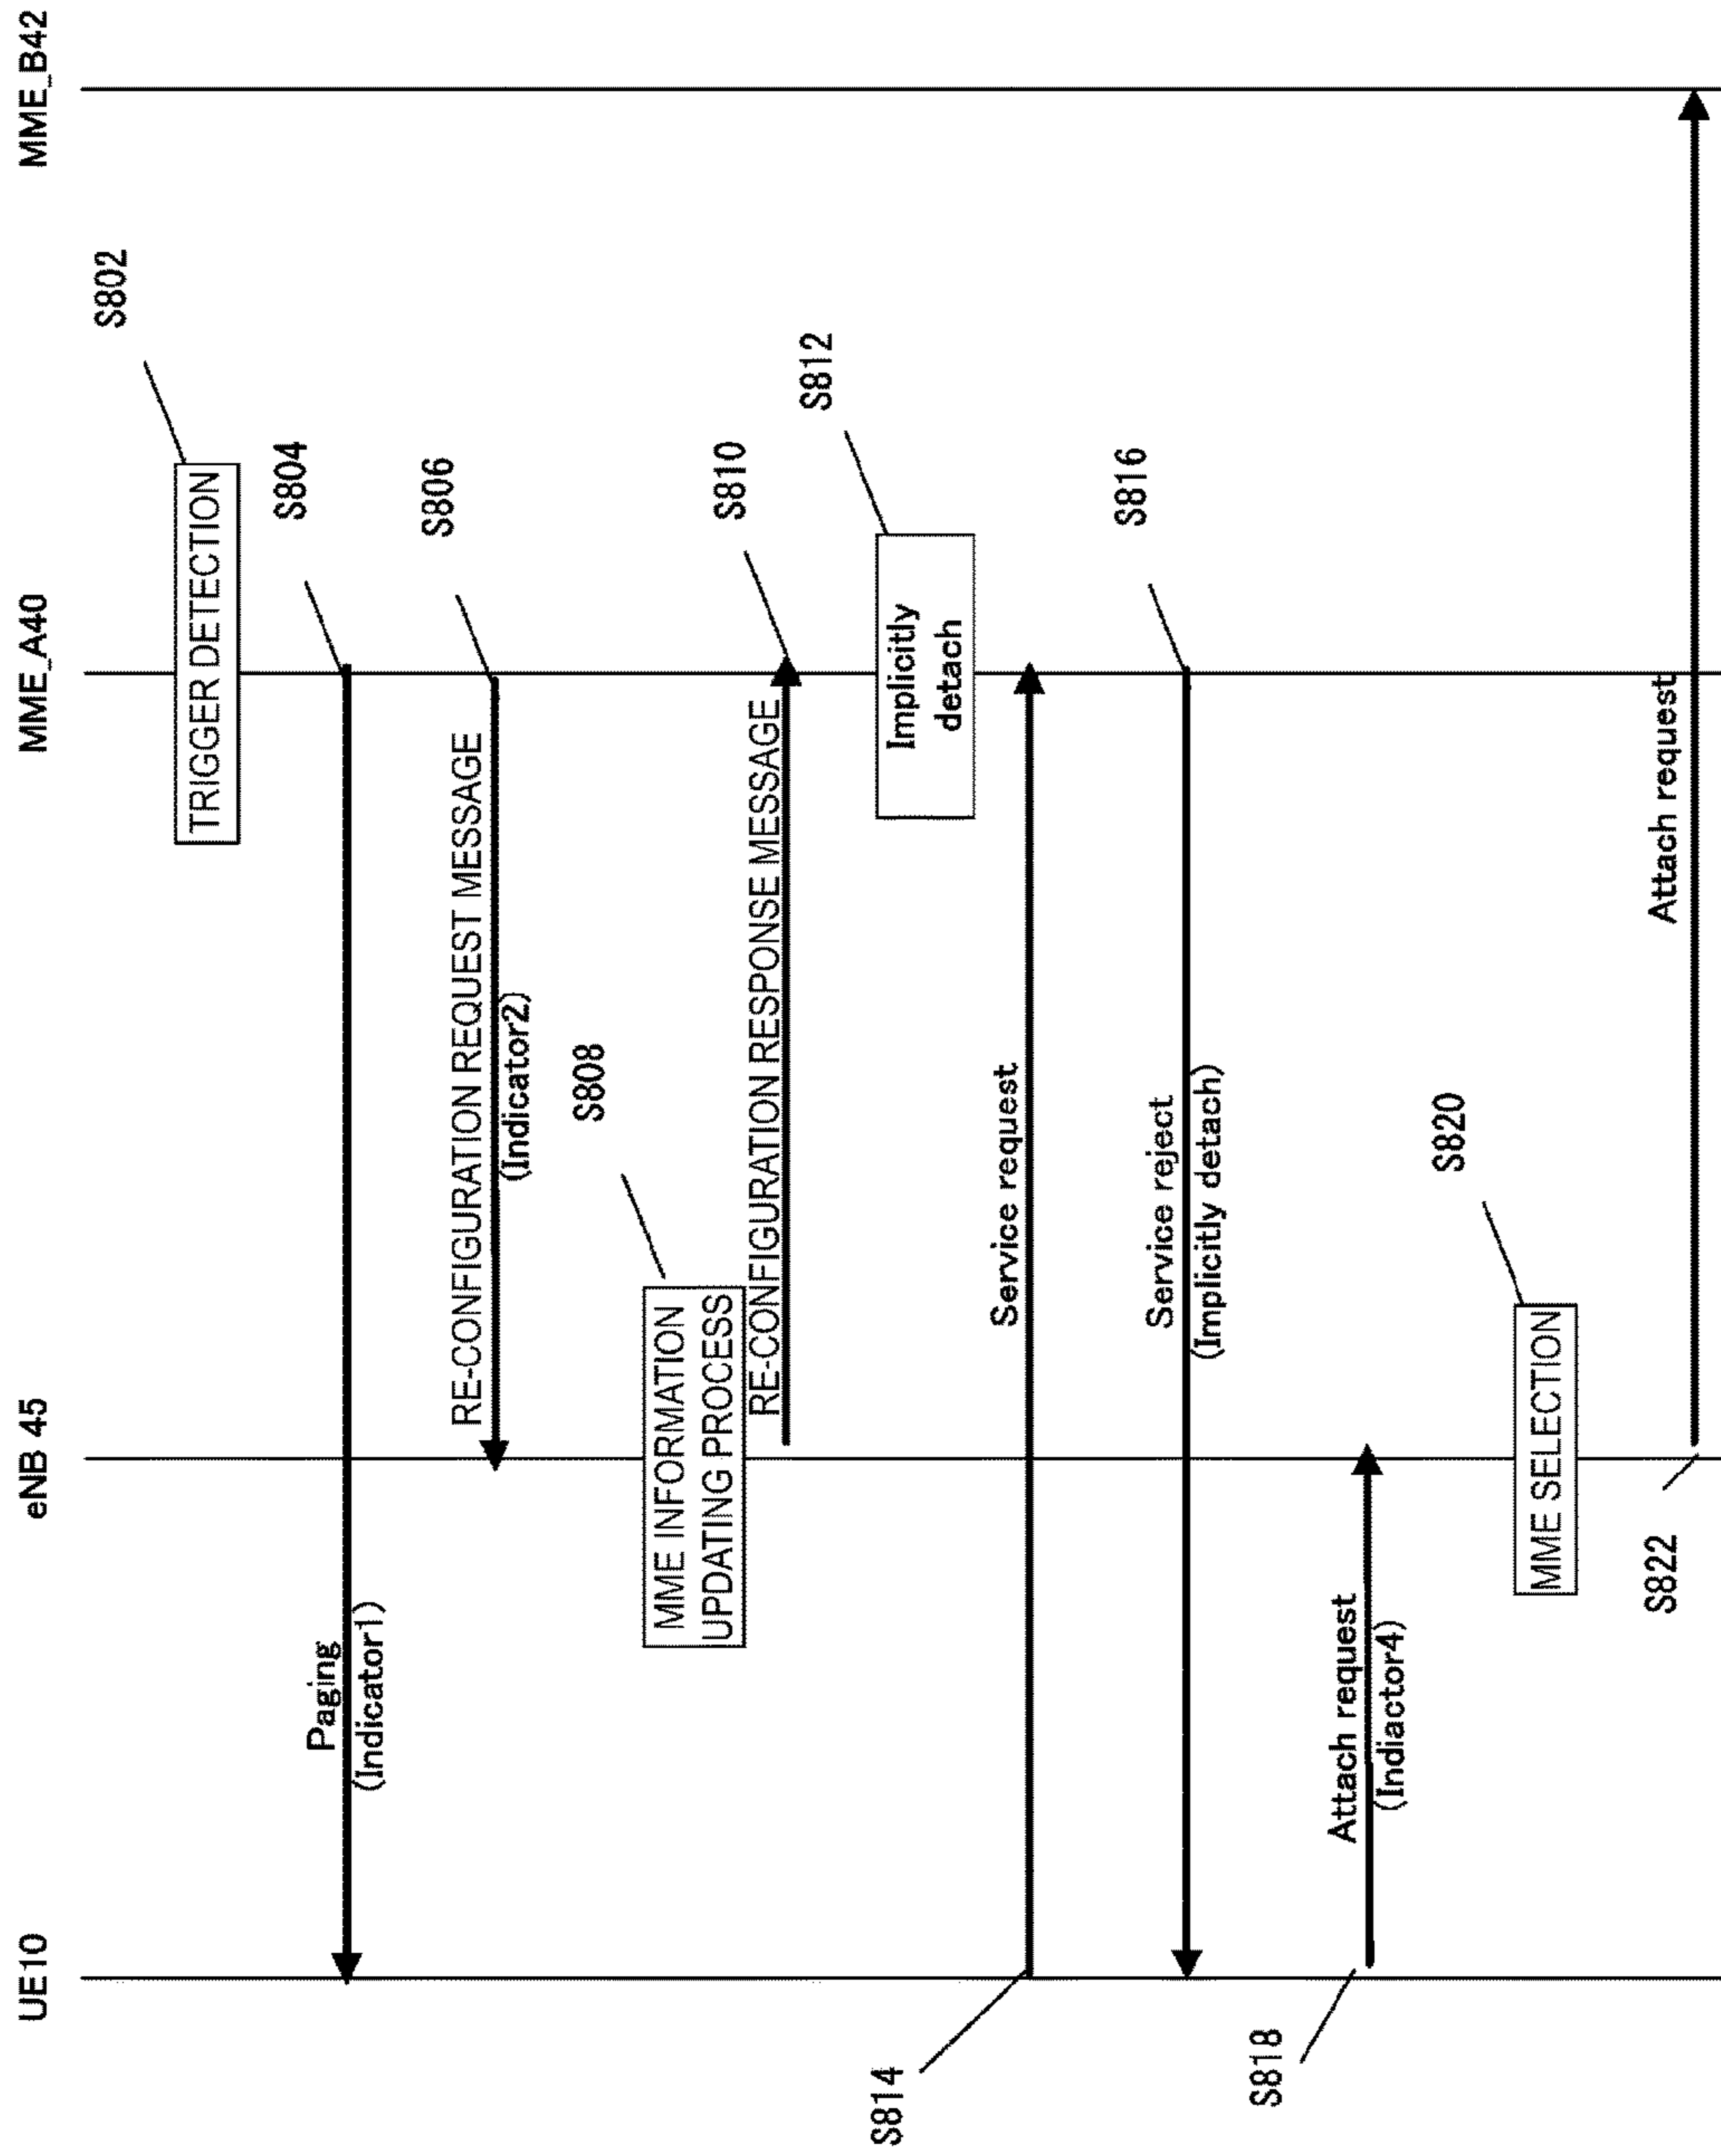 UE10
eNB 45
MME_A40
MME_B42
TRIGGER DETECTION
S802
S804
Paging
(Indicator1)
S806
RE-CONFIGURATION REQUEST MESSAGE
(Indicator2)
S808
MME INFORMATION
UPDATING PROCESS
S810
RE-CONFIGURATION RESPONSE MESSAGE
S812
Implicitly
detach
S814
Service request
S816
Service reject
(Implicitly detach)
S818
Attach request
(Indiactor4)
S820
MME SELECTION
S822
Attach request